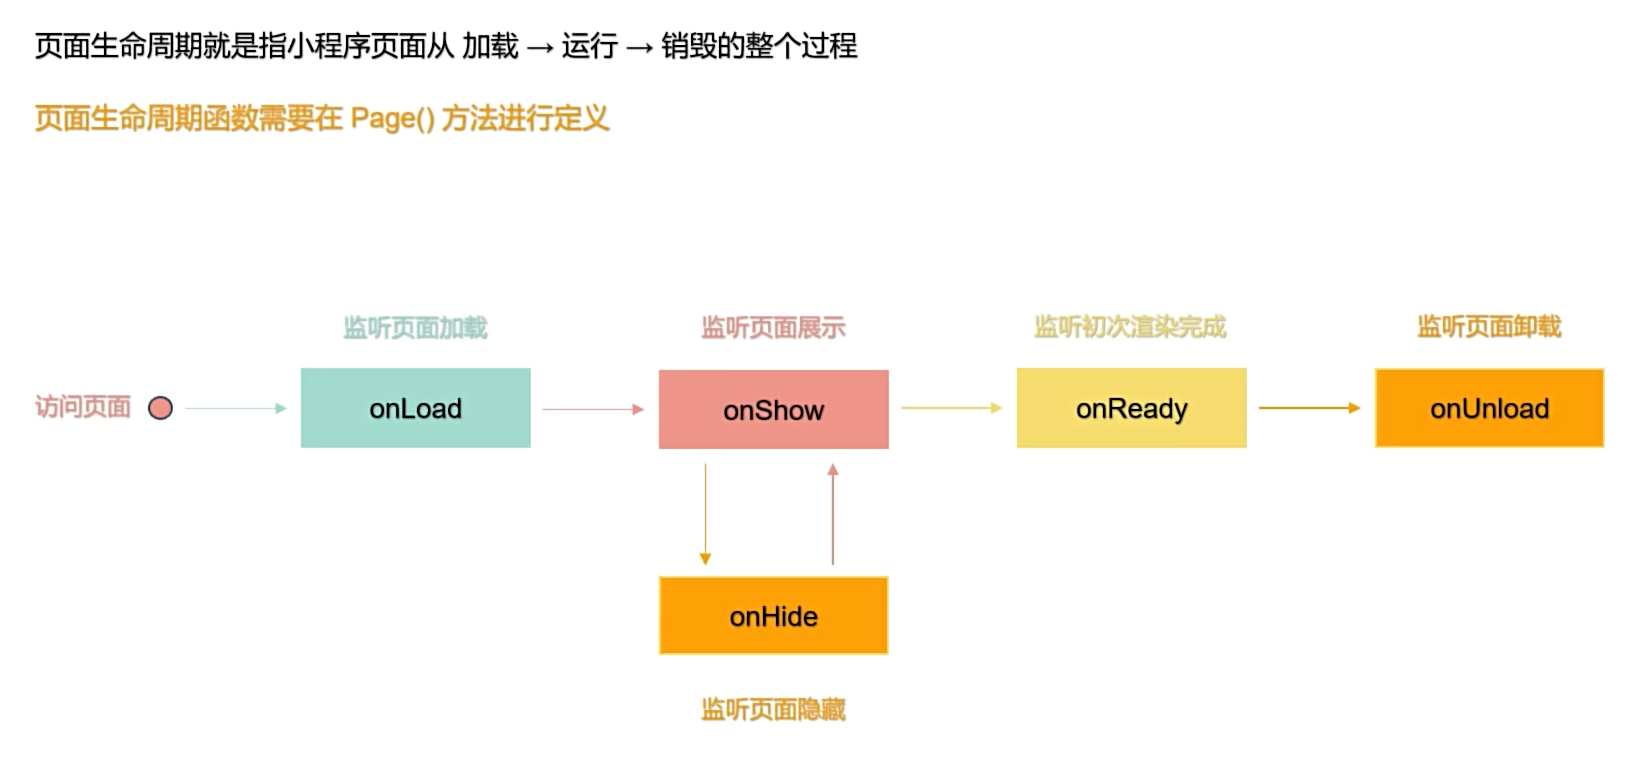 页面生命周期就是指小程序页面从 加载 → 运行 → 销毁的整个过程
页面生命周期函数需要在 Page() 方法进行定义
监听页面加载
监听页面展示
监听初次渲染完成
监听页面卸载
访问页面
onLoad
onShow
onReady
onUnload
onHide
监听页面隐藏